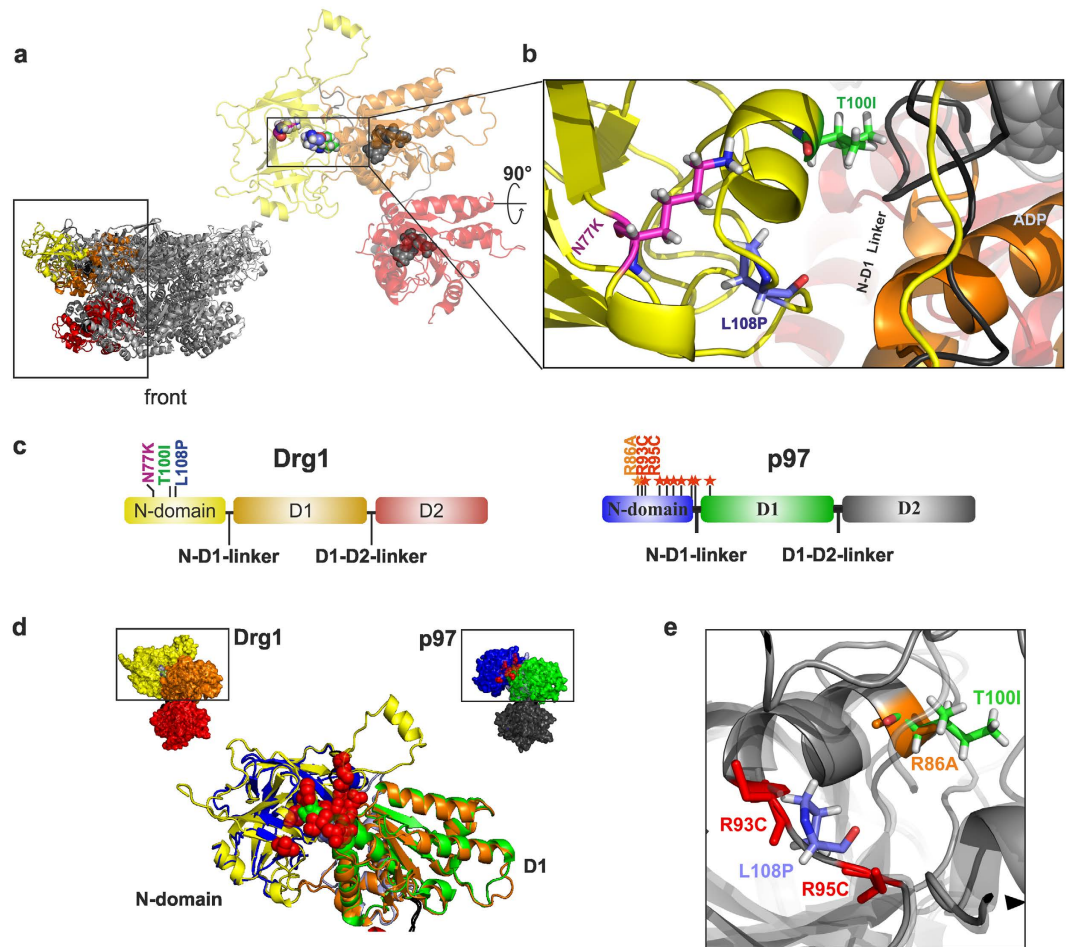 a
b
90°
front
T100I
N77K
L108P
N-D1 Linker
ADP
c
Drg1
p97
N77K
T100I
L108P
R86A
R93C
R95C
N-domain
D1
D2
N-domain
D1
D2
N-D1-linker
D1-D2-linker
N-D1-linker
D1-D2-linker
d
Drg1
p97
N-domain
D1
e
T100I
R86A
R93C
L108P
R95C